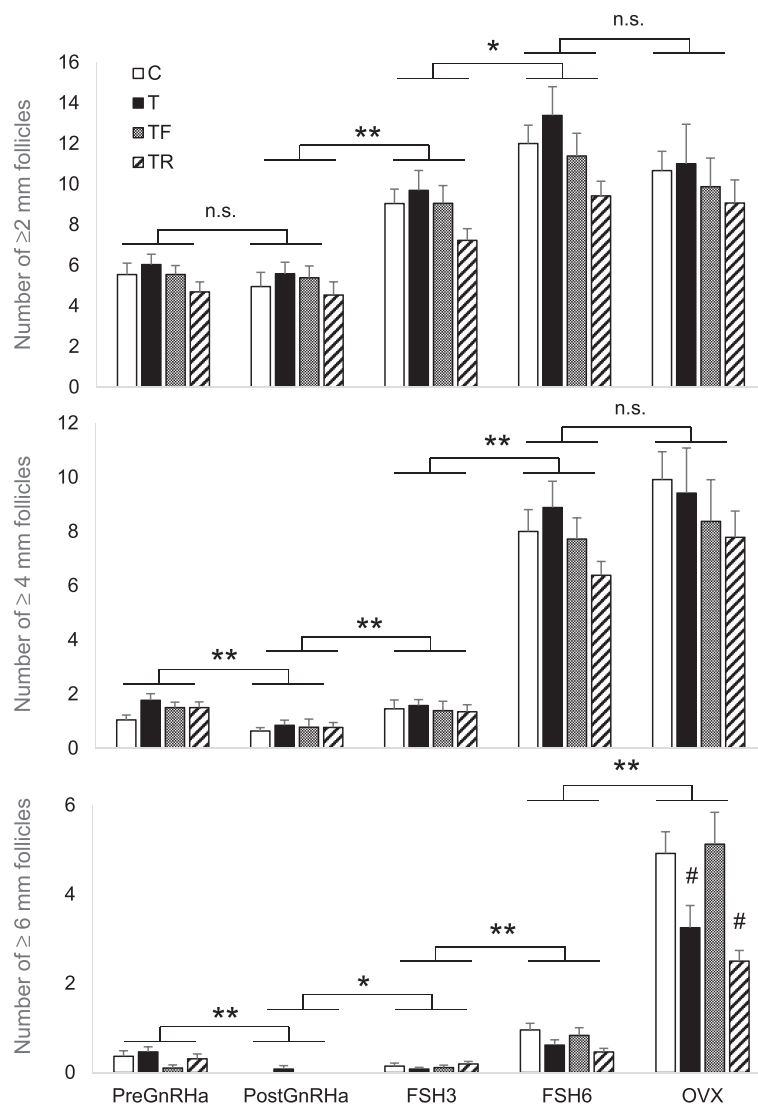 n.s.
*
16
C
14
T
TF
12
**
TR
10
n.s.
8
6
4
2
0
Number of ≥2 mm follicles
12
n.s.
**
10
8
6
4
**
**
2
0
Number of ≥ 4 mm follicles
6
**
#
4
#
**
2
*
**
0
Number of ≥ 6 mm follicles
PreGnRHa PostGnRHa FSH3 FSH6 OVX